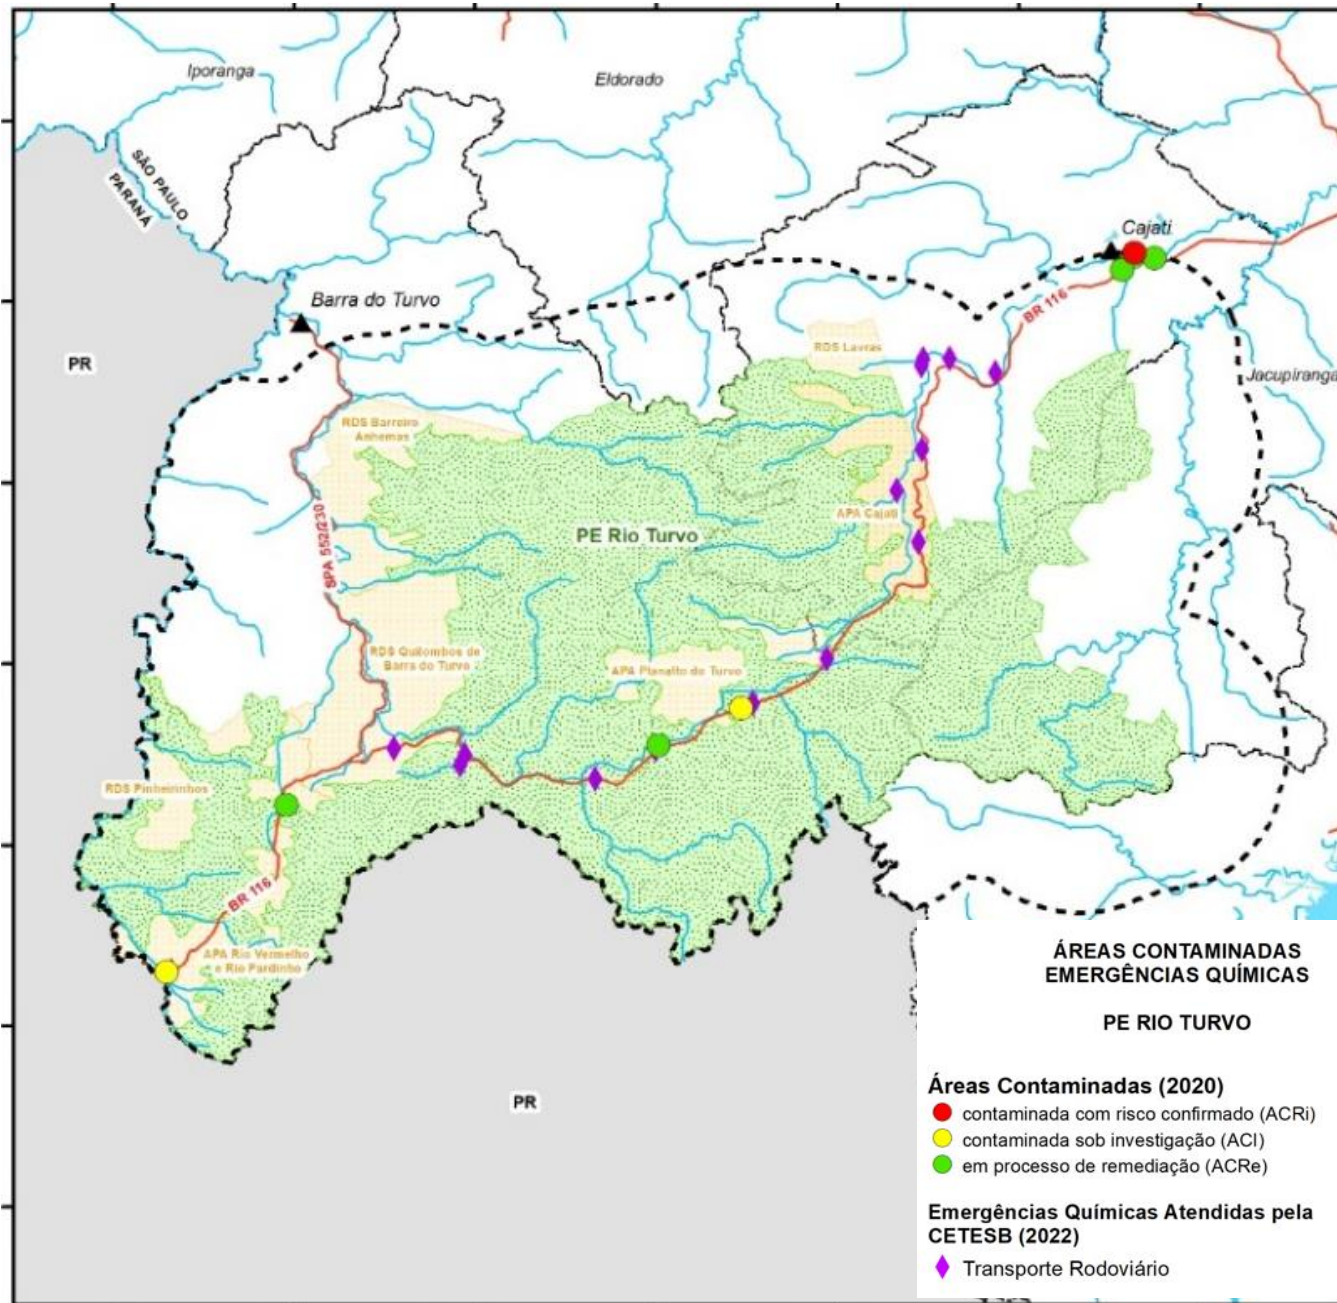 Iporanga
Eldorado
SÃO PAULO
PARANÁ
Cajati
Barra do Turvo
BR 116
RDS Lavras
PR
Jacupiranga
RDS Barreiro
Anhemas
SPA 552/230
APA Cajati
PE Rio Turvo
RDS Quilombos de
Barra do Turvo
APA Planalto do Turvo
RDS Pinheirinhos
BR 116
APA Rio Vermelho
e Rio Pardinho
PR
ÁREAS CONTAMINADAS
EMERGÊNCIAS QUÍMICAS
PE RIO TURVO
Áreas Contaminadas (2020)
contaminada com risco confirmado (ACRi)
contaminada sob investigação (ACI)
em processo de remediação (ACRe)
Emergências Químicas Atendidas pela
CETESB (2022)
Transporte Rodoviário